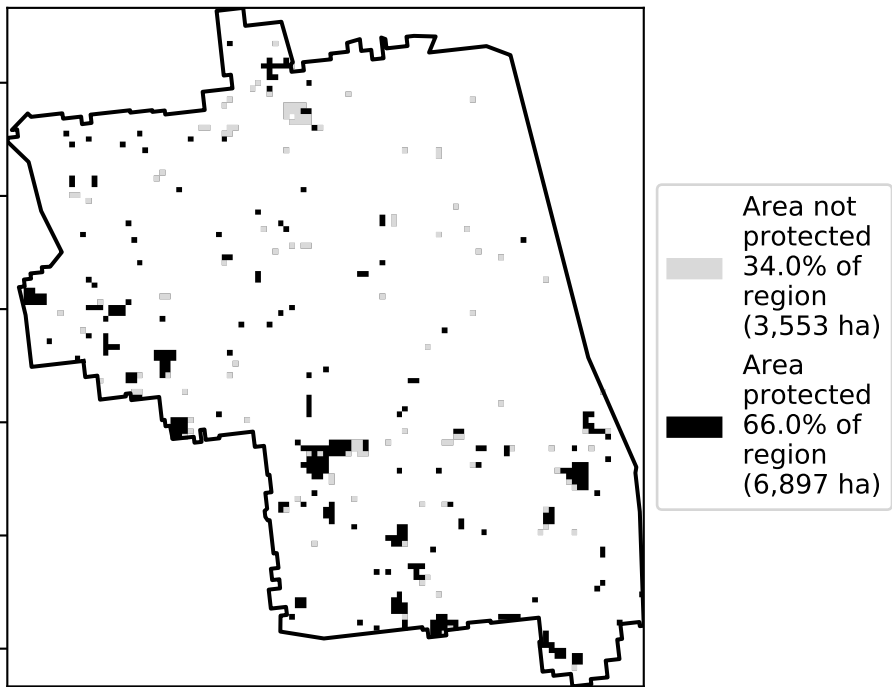 Area not
protected
34.0% of
region
(3,553 ha)
Area
protected
66.0% of
region
(6,897 ha)